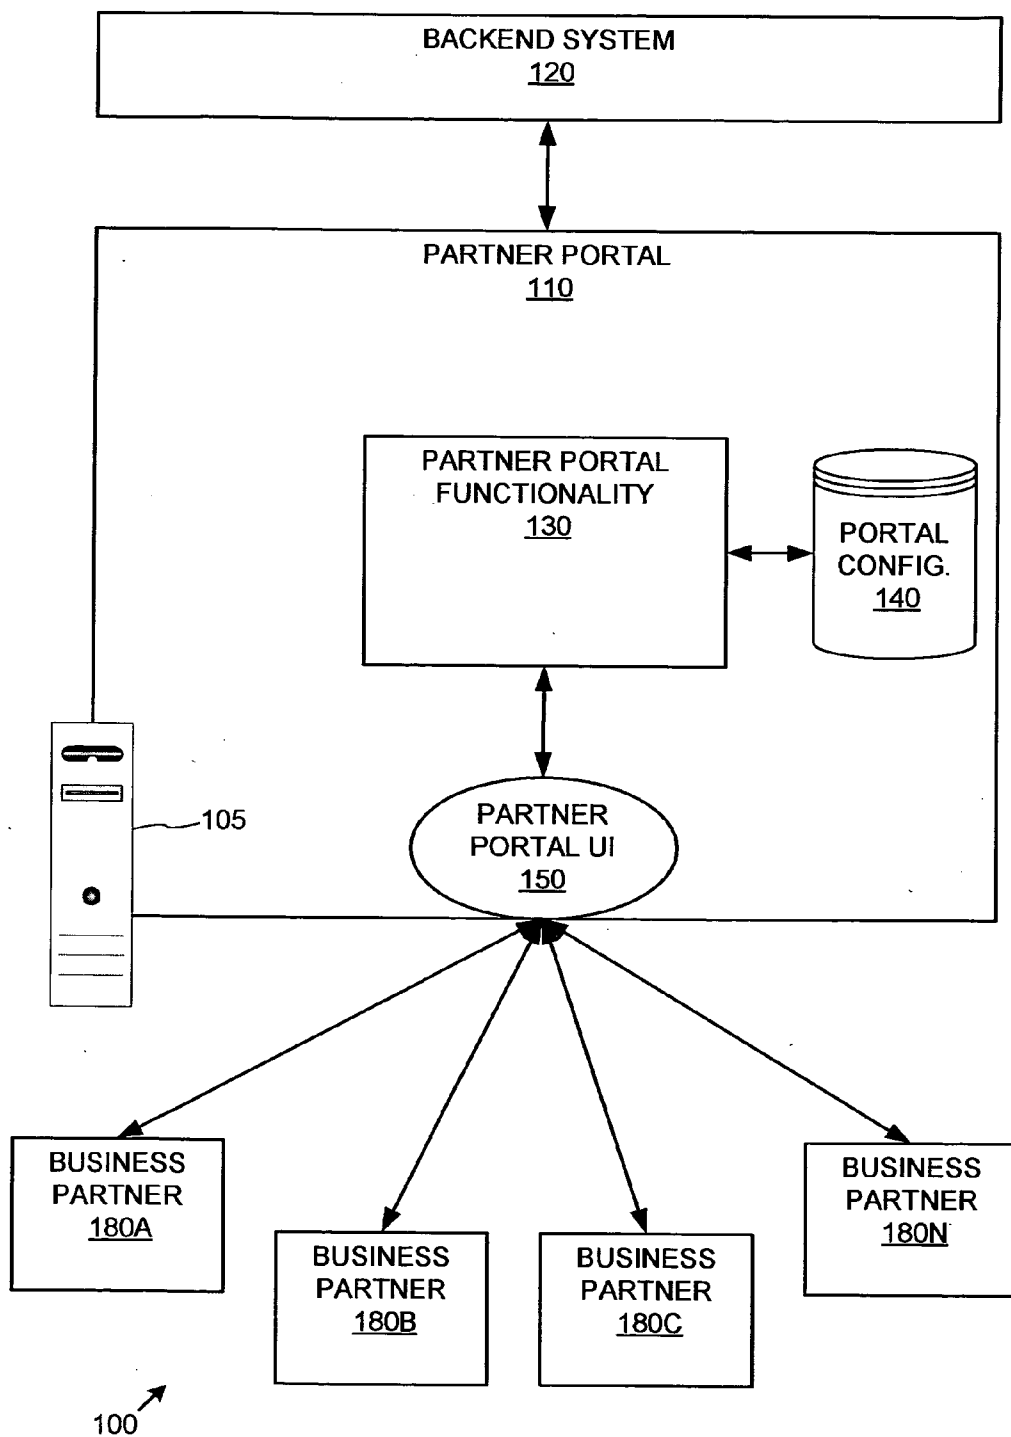 BACKEND SYSTEM
120
PARTNER PORTAL
110
PARTNER PORTAL
FUNCTIONALITY
130
PORTAL
CONFIG.
140
105
PARTNER
PORTAL UI
150
BUSINESS
PARTNER
180A
BUSINESS
PARTNER
180B
BUSINESS
PARTNER
180C
BUSINESS
PARTNER
180N
100